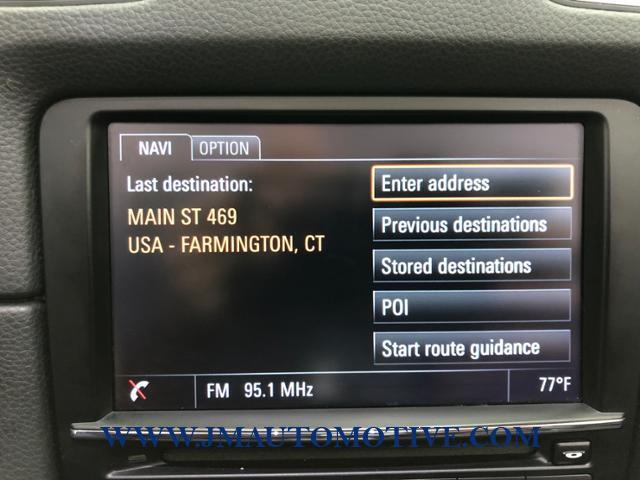 NAVI OPTION
Last destination:
MAIN ST 469
USA - FARMINGTON, CT
Enter address
Previous destinations
Stored destinations
POI
Start route guidance
FM 95.1 MHz
77°F
WWW.JMAUTOMOTIVE.COM